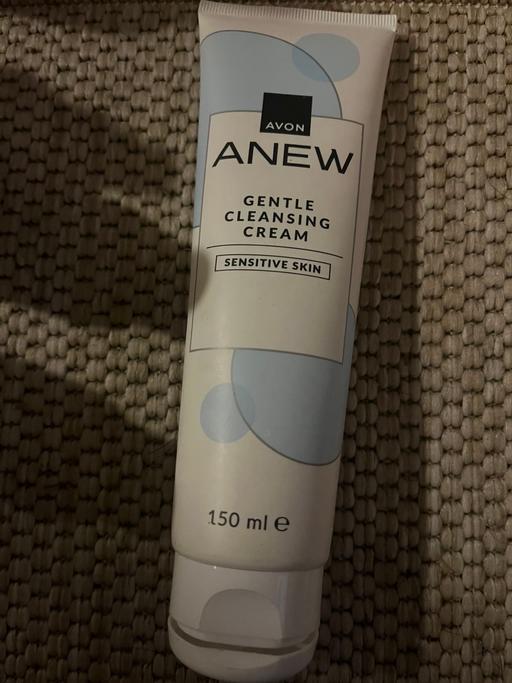 AVON
ANEW
GENTLE
CLEANSING
CREAM
SENSITIVE SKIN
150 ml ℮